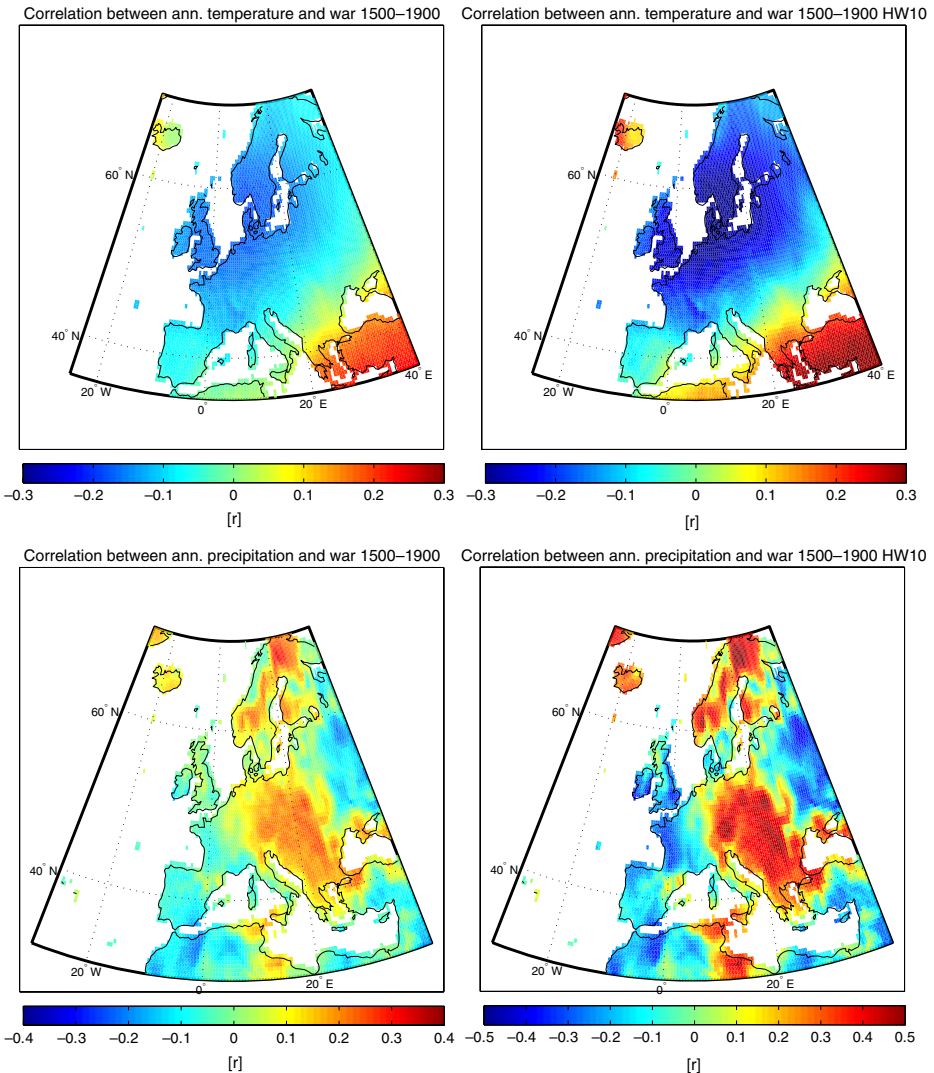 Correlation between ann. temperature and war 1500–1900
60° N
40° N
20° W
0°
20° E
40° E
–0.3 –0.2 –0.1 0 0.1 0.2 0.3
[r]
Correlation between ann. temperature and war 1500–1900 HW10
60° N
40° N
20° W
0°
20° E
40° E
–0.3 –0.2 –0.1 0 0.1 0.2 0.3
[r]
Correlation between ann. precipitation and war 1500–1900
60° N
40° N
20° W
0°
20° E
–0.4 –0.3 –0.2 –0.1 0 0.1 0.2 0.3 0.4
[r]
Correlation between ann. precipitation and war 1500–1900 HW10
60° N
40° N
20° W
0°
20° E
–0.5 –0.4 –0.3 –0.2 –0.1 0 0.1 0.2 0.3 0.4 0.5
[r]